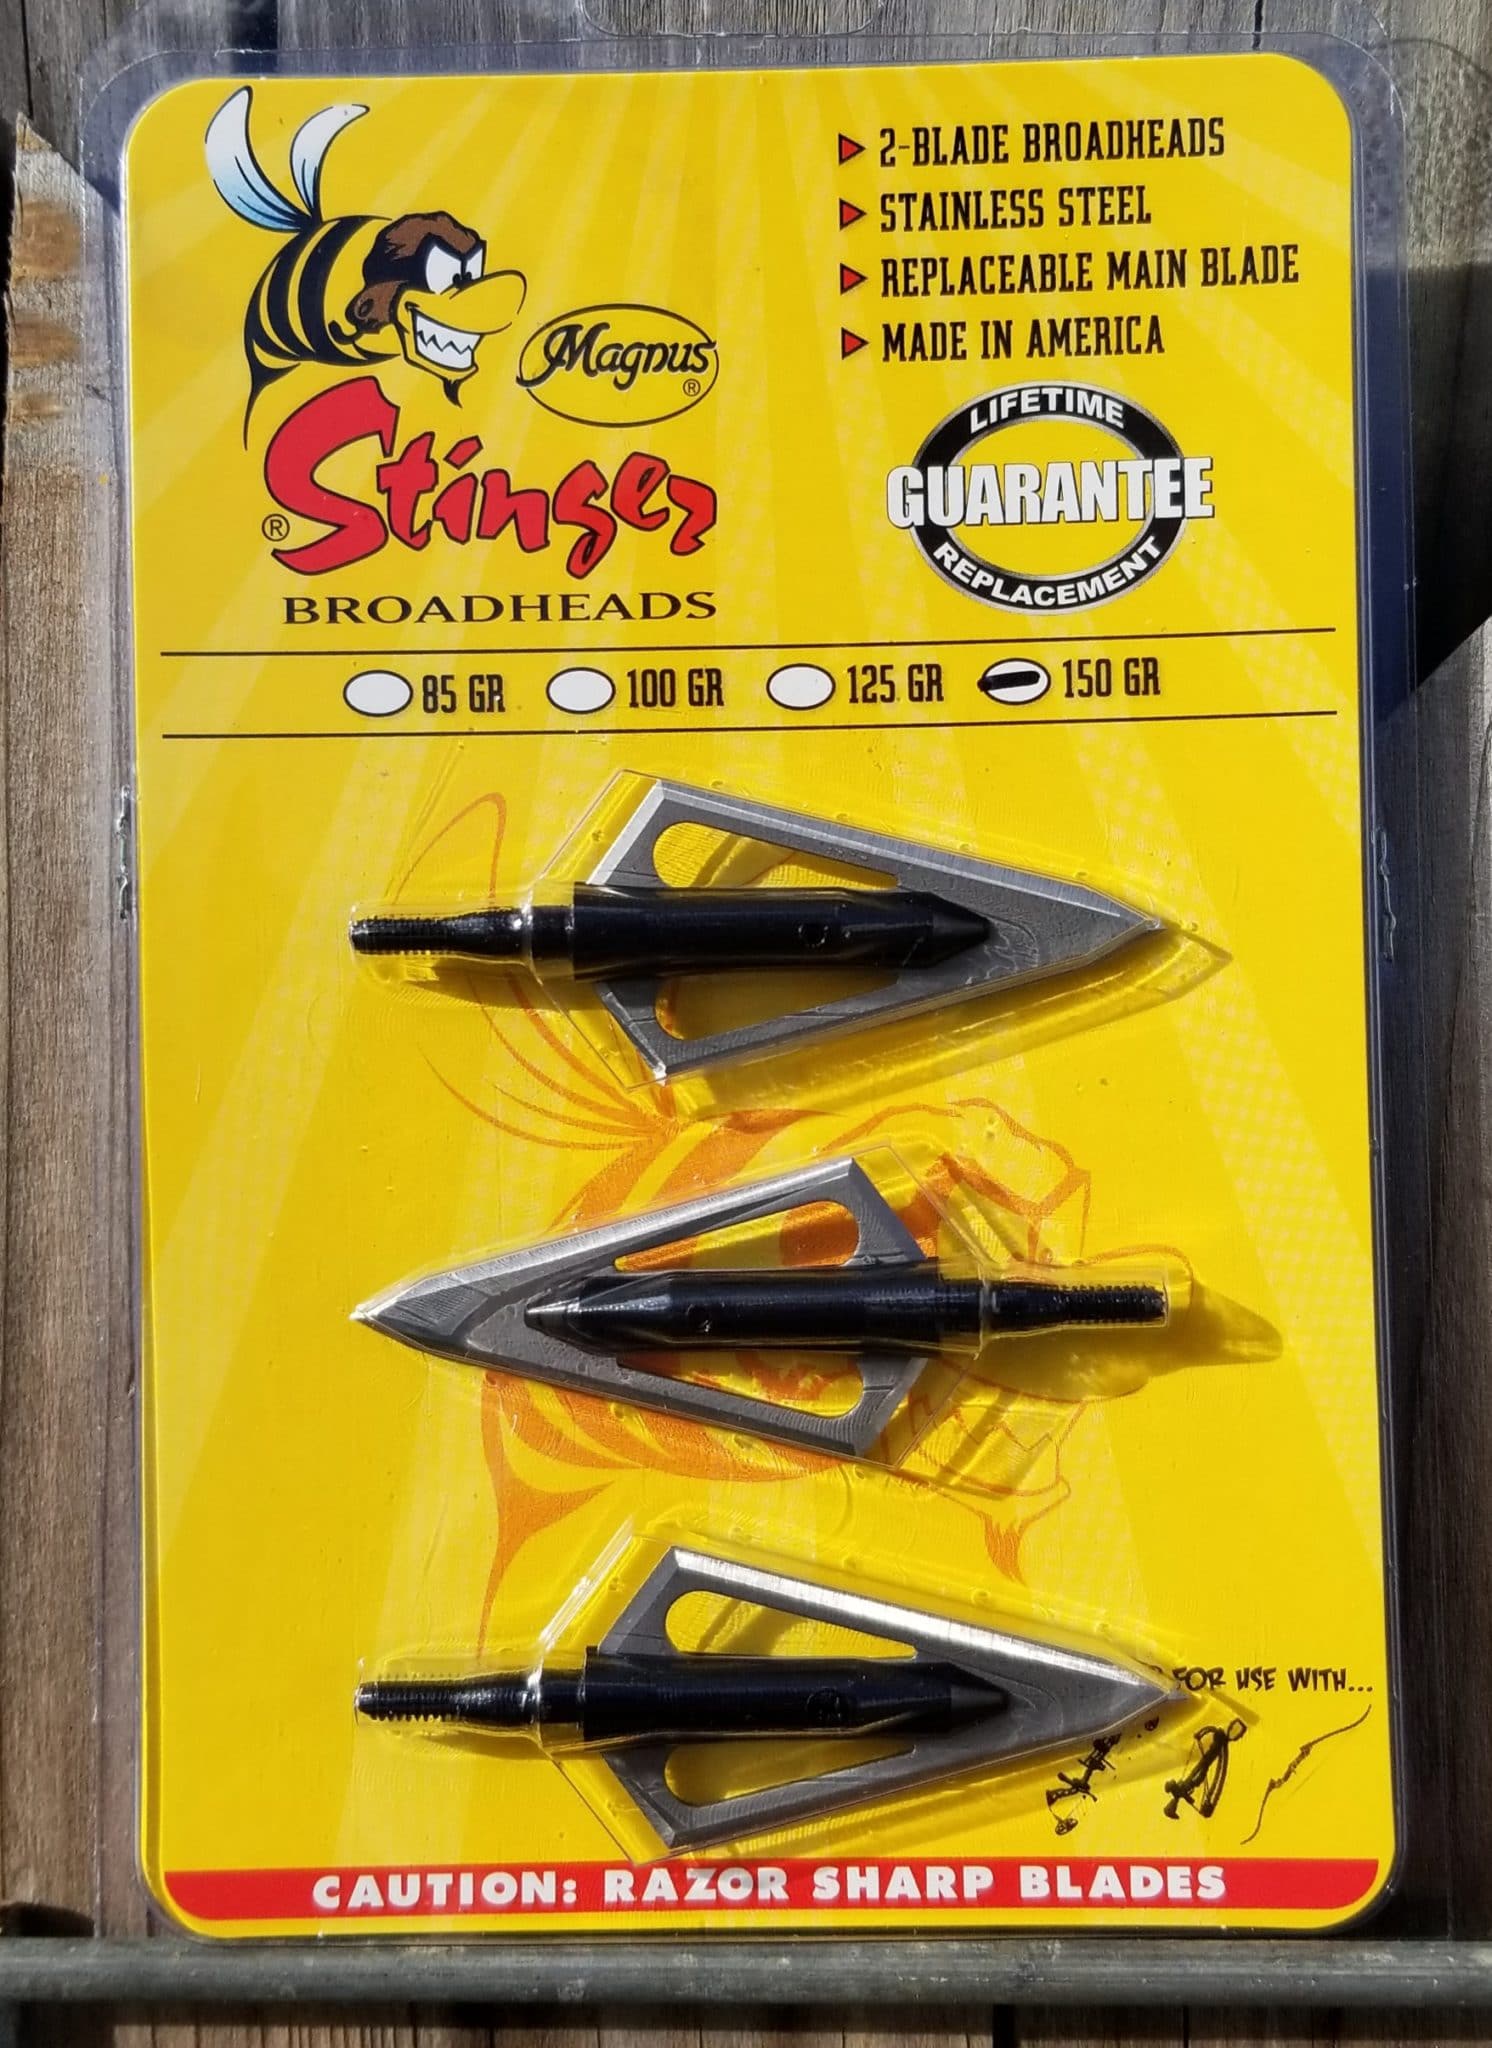 2-BLADE BROADHEADS
STAINLESS STEEL
REPLACEABLE MAIN BLADE
MADE IN AMERICA
Magnus
®
LIFETIME
GUARANTEE
REPLACEMENT
Stinger
®
BROADHEADS
85 GR 100 GR 125 GR 150 GR
FOR USE WITH...
CAUTION: RAZOR SHARP BLADES